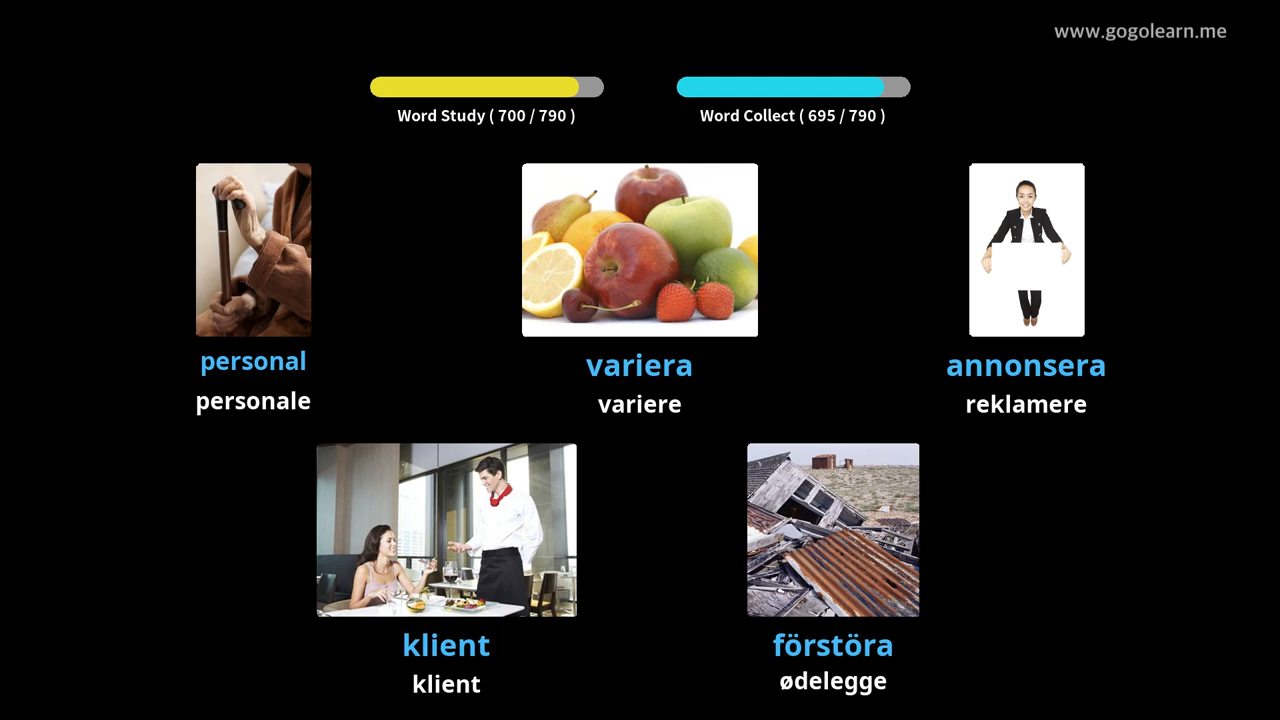 www.gogolearn.me
Word Study ( 700 / 790 )
Word Collect ( 695 / 790 )
personal
personale
variera
variere
annonsera
reklamere
klient
klient
förstöra
ødelegge